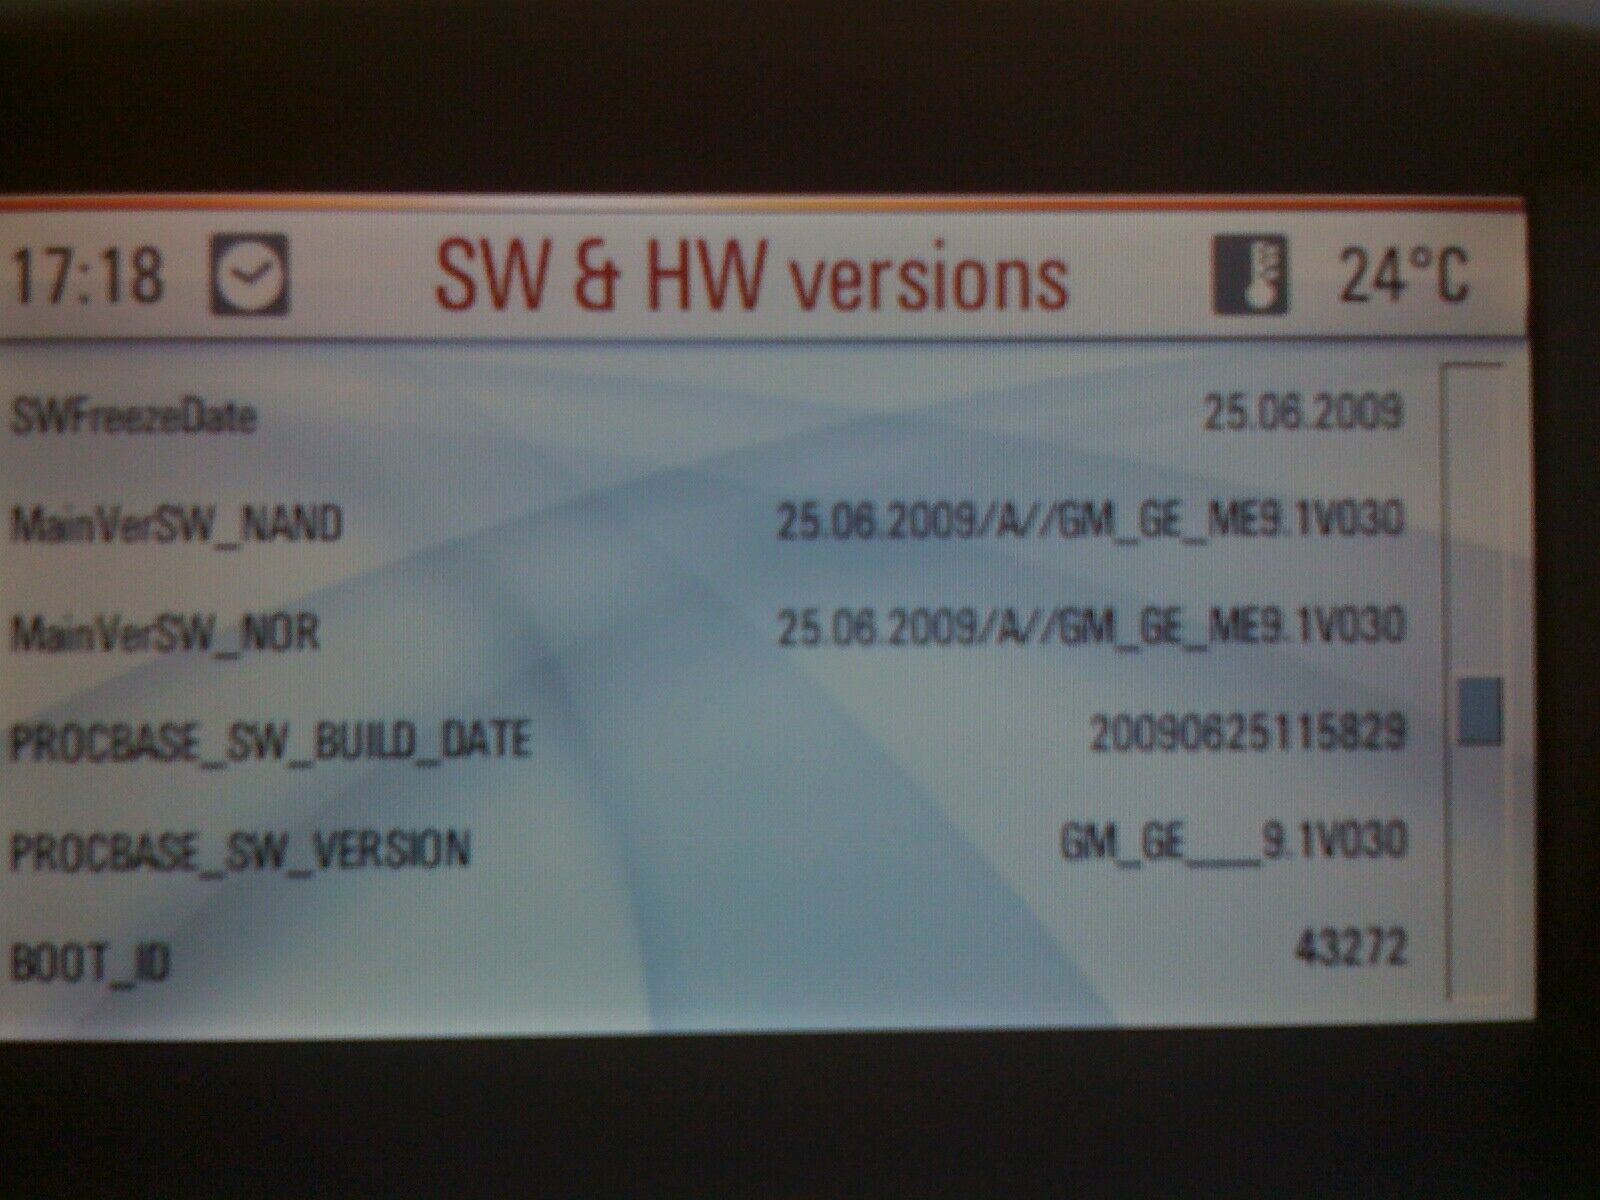 17:18 SW & HW versions 24°C
SWFreezeDate 25.06.2009
MainVerSW_NAND 25.06.2009/A//GM_GE_ME9.1V030
MainVerSW_NOR 25.06.2009/A//GM_GE_ME9.1V030
PROCBASE_SW_BUILD_DATE 20090625115829
PROCBASE_SW_VERSION GM_GE___9.1V030
BOOT_ID 43272